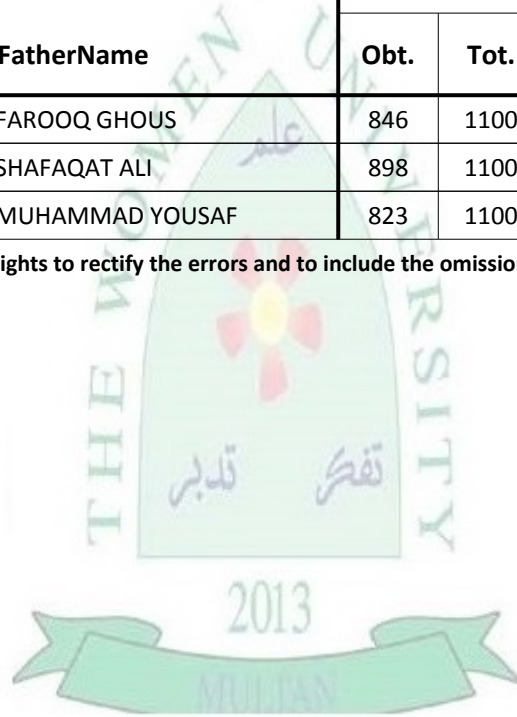 FatherName Obt. Tot.
FAROOQ GHOUS 846 1100
SHAFAQAT ALI 898 1100
MUHAMMAD YOUSAF 823 1100
ights to rectify the errors and to include the omissio
THE WOMEN UNIVERSITY
علم
تدبر تفکر
2013
MULTAN